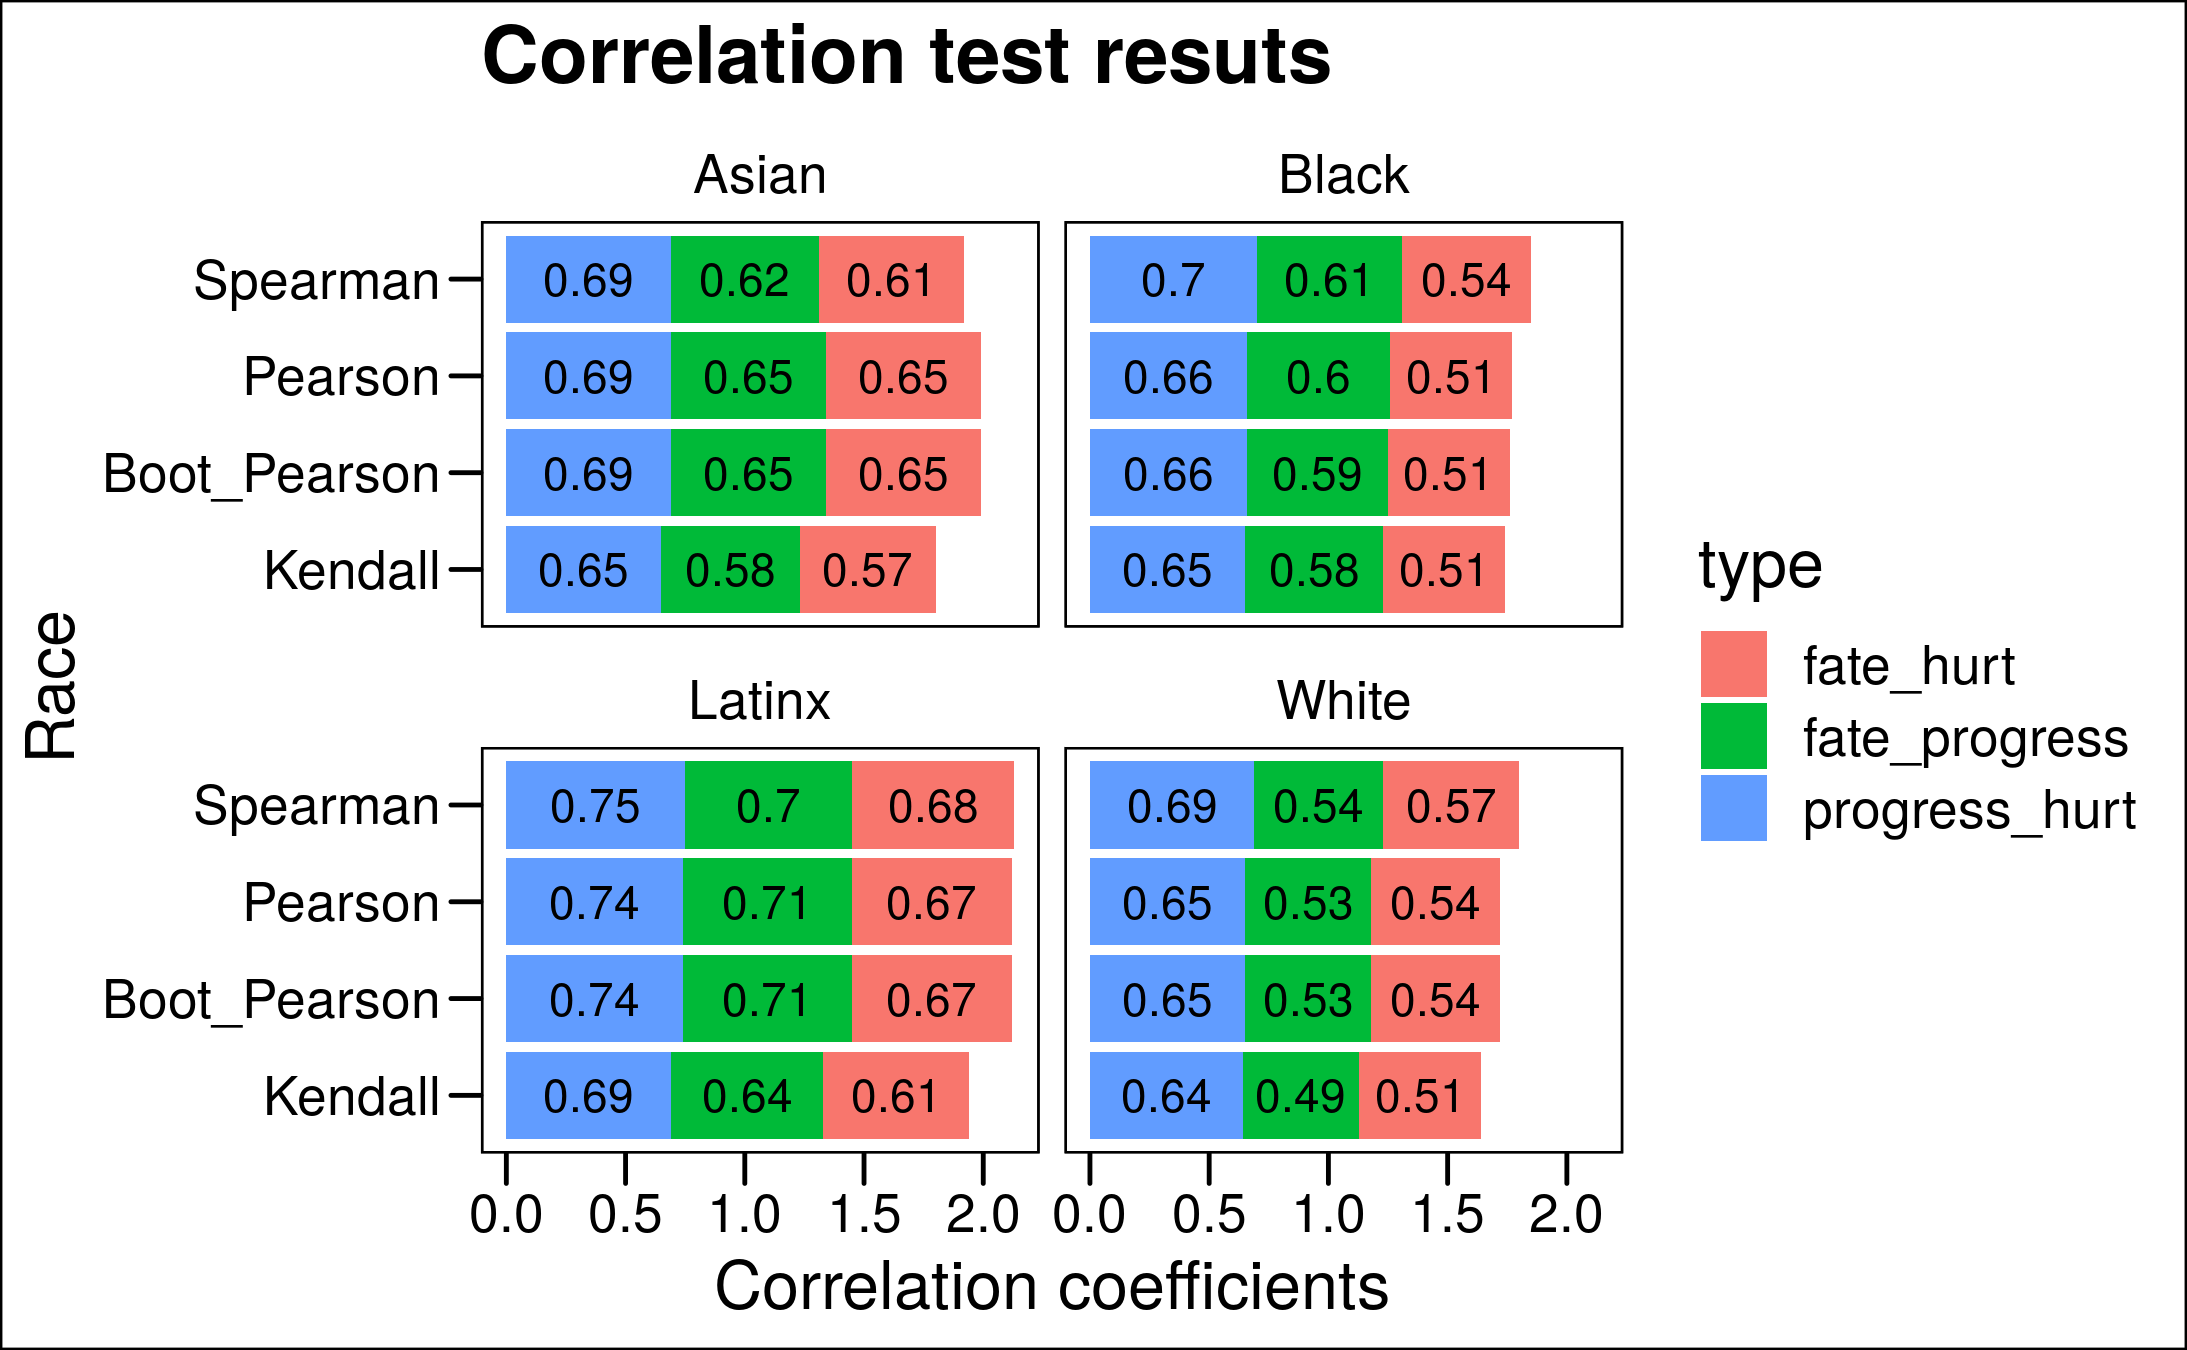 Correlation test resuts
Asian
Black
Spearman
0.69 0.62 0.61
0.7 0.61 0.54
Pearson
0.69 0.65 0.65
0.66 0.6 0.51
Boot_Pearson
0.69 0.65 0.65
0.66 0.59 0.51
Kendall
0.65 0.58 0.57
0.65 0.58 0.51
Race
Latinx
White
Spearman
0.75 0.7 0.68
0.69 0.54 0.57
Pearson
0.74 0.71 0.67
0.65 0.53 0.54
Boot_Pearson
0.74 0.71 0.67
0.65 0.53 0.54
Kendall
0.69 0.64 0.61
0.64 0.49 0.51
0.0 0.5 1.0 1.5 2.0
0.0 0.5 1.0 1.5 2.0
Correlation coefficients
type
fate_hurt
fate_progress
progress_hurt